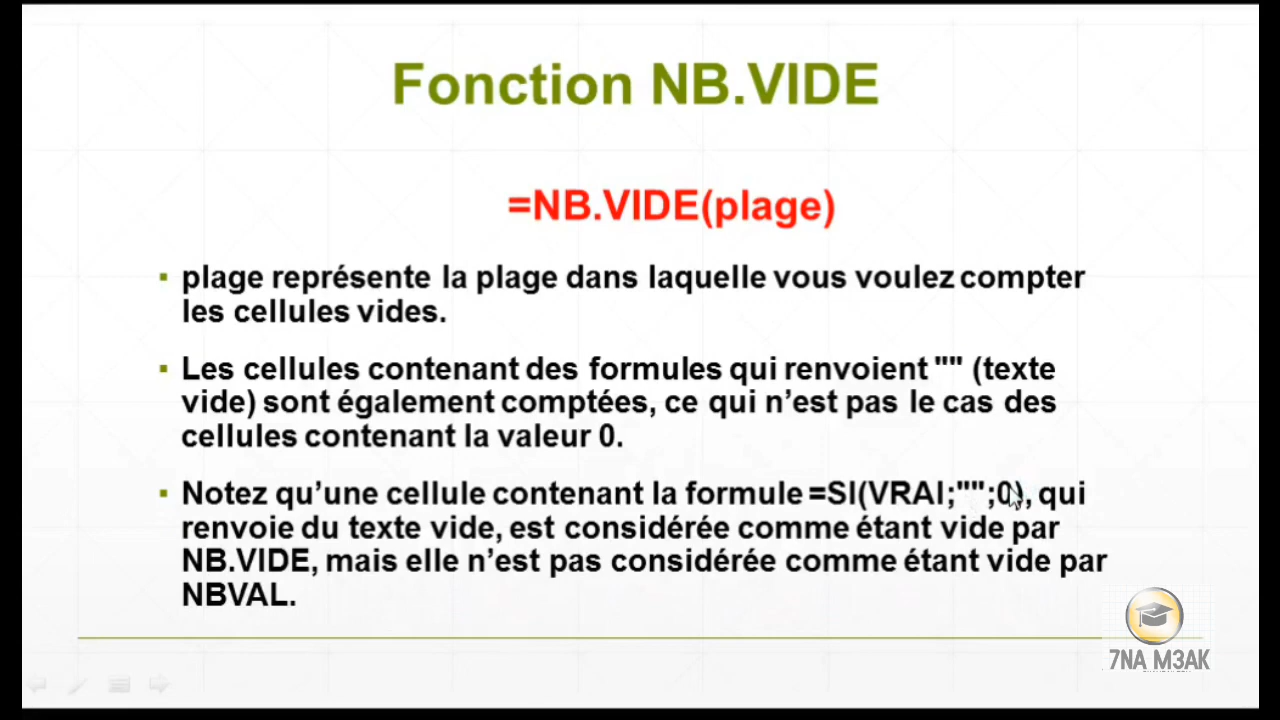 Fonction NB.VIDE
=NB.VIDE(plage)
▪ plage représente la plage dans laquelle vous voulez compter
les cellules vides.
▪ Les cellules contenant des formules qui renvoient "" (texte
vide) sont également comptées, ce qui n’est pas le cas des
cellules contenant la valeur 0.
▪ Notez qu’une cellule contenant la formule =SI(VRAI;"";0), qui
renvoie du texte vide, est considérée comme étant vide par
NB.VIDE, mais elle n’est pas considérée comme étant vide par
NBVAL.
7NA M3AK